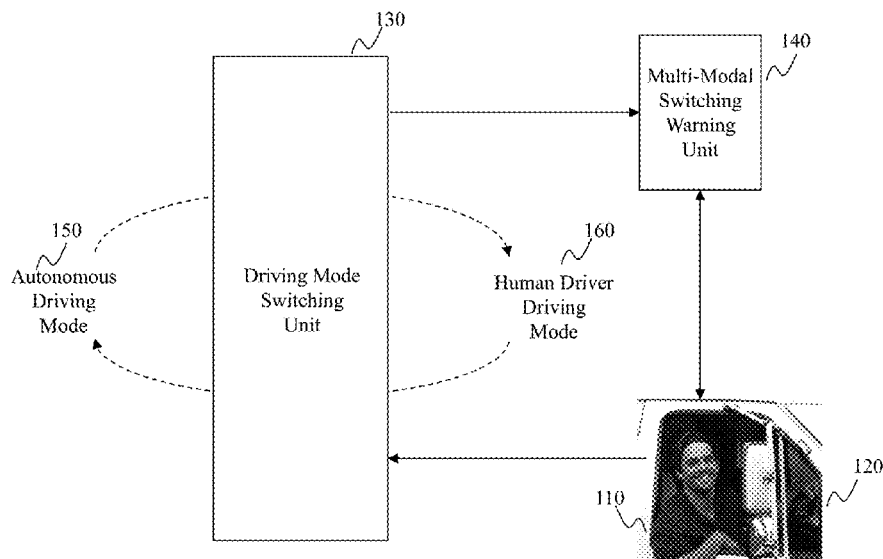 130
140
Multi-Modal
Switching
Warning
Unit
150
Autonomous
Driving
Mode
Driving Mode
Switching
Unit
160
Human Driver
Driving
Mode
120
110